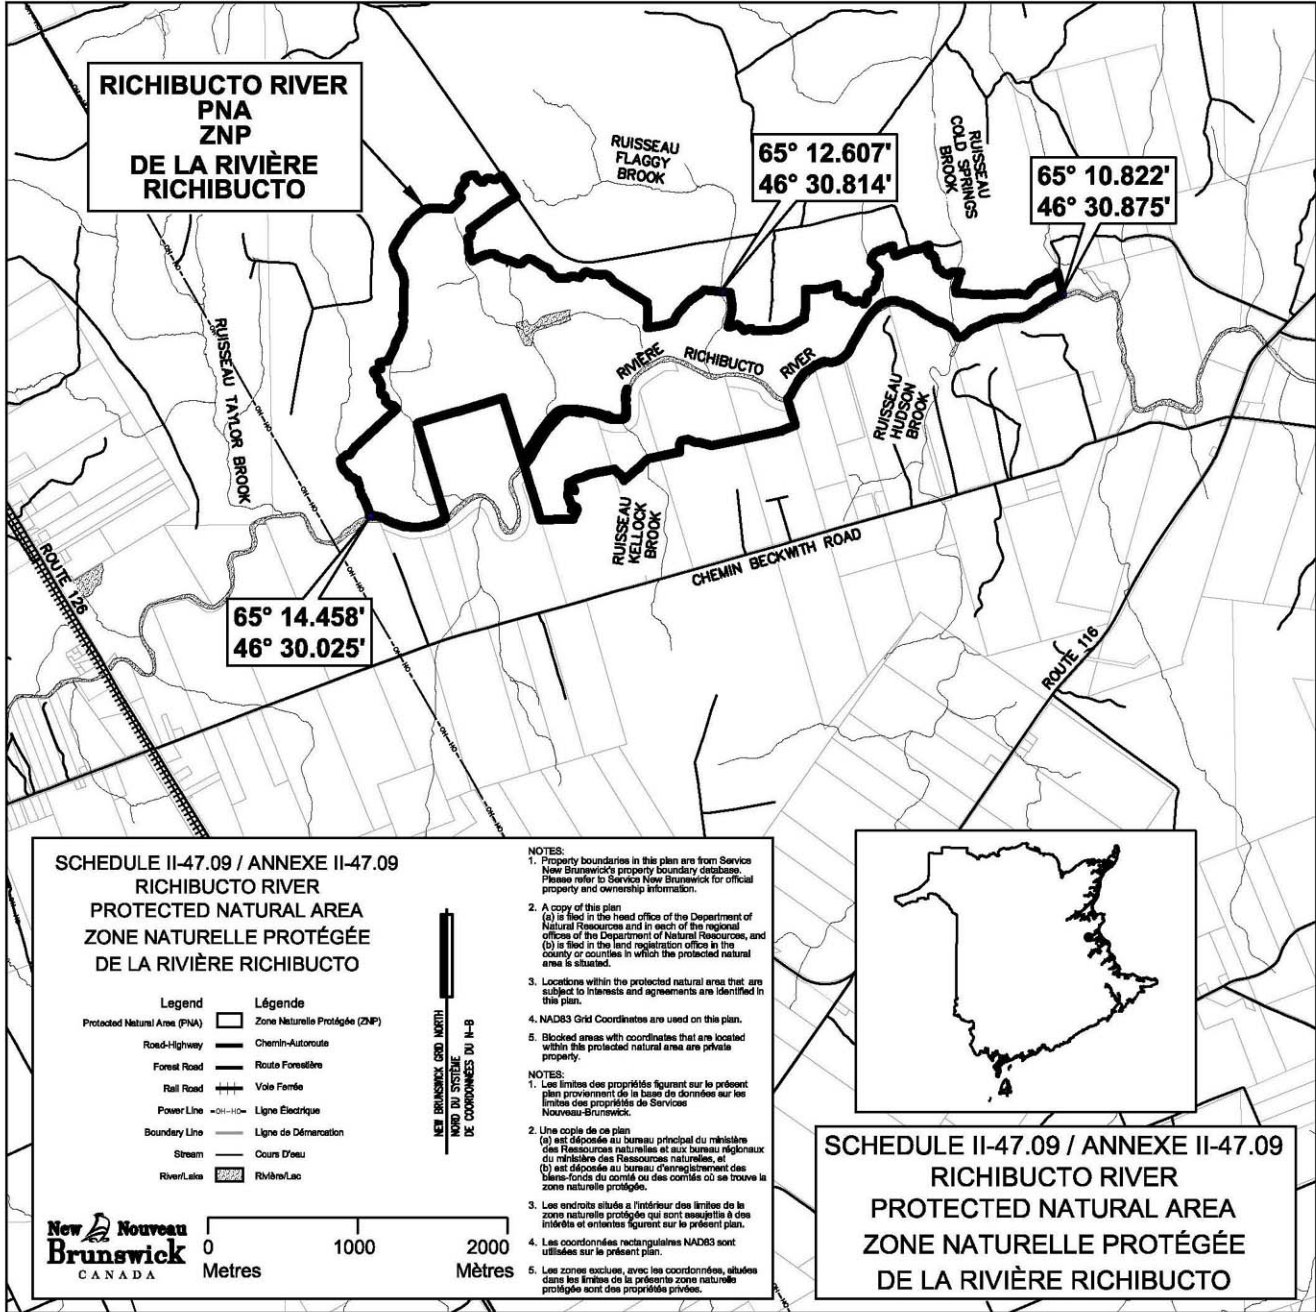 RICHIBUCTO RIVER
PNA
ZNP
DE LA RIVIÈRE
RICHIBUCTO
RUISSEAU
FLAGGY
BROOK
65° 12.607'
46° 30.814'
RUISSEAU
COLD SPRINGS
BROOK
65° 10.822'
46° 30.875'
RUISSEAU TAYLOR BROOK
RIVIÈRE RICHIBUCTO RIVER
RUISSEAU
HUDSON
BROOK
RUISSEAU
KELLOCK
BROOK
CHEMIN BECKWITH ROAD
ROUTE 126
65° 14.458'
46° 30.025'
ROUTE 116
SCHEDULE II-47.09 / ANNEXE II-47.09
RICHIBUCTO RIVER
PROTECTED NATURAL AREA
ZONE NATURELLE PROTÉGÉE
DE LA RIVIÈRE RICHIBUCTO
Legend Légende
Protected Natural Area (PNA) Zone Naturelle Protégée (ZNP)
Road-Highway Chemin-Autoroute
Forest Road Route Forestière
Rail Road Voie Ferrée
Power Line -OH-HO- Ligne Électrique
Boundary Line Ligne de Démarcation
Stream Cours D'eau
River/Lake Rivière/Lac
NEW BRUNSWICK GRID NORTH
NORD DU SYSTÈME
DE COORDONNÉES DU N-B
New Nouveau
Brunswick
CANADA
0 1000 2000
Metres Mètres
NOTES:
1. Property boundaries in this plan are from Service
New Brunswick's property boundary database.
Please refer to Service New Brunswick for official
property and ownership information.
2. A copy of this plan
(a) is filed in the head office of the Department of
Natural Resources and in each of the regional
offices of the Department of Natural Resources, and
(b) is filed in the land registration office in the
county or counties in which the protected natural
area is situated.
3. Locations within the protected natural area that are
subject to interests and agreements are identified in
this plan.
4. NAD83 Grid Coordinates are used on this plan.
5. Blocked areas with coordinates that are located
within this protected natural area are private
property.
NOTES:
1. Les limites des propriétés figurant sur le présent
plan proviennent de la base de données sur les
limites des propriétés de Services
Nouveau-Brunswick.
2. Une copie de ce plan
(a) est déposée au bureau principal du ministère
des Ressources naturelles et aux bureau régionaux
du ministère des Ressources naturelles, et
(b) est déposée au bureau d'enregistrement des
biens-fonds du comté ou des comtés où se trouve la
zone naturelle protégée.
3. Les endroits situés a l'intérieur des limites de la
zone naturelle protégée qui sont assujettis à des
intérêts et ententes figurent sur le présent plan.
4. Les coordonnées rectangulaires NAD83 sont
utilisées sur le présent plan.
5. Les zones exclues, avec les coordonnées, situées
dans les limites de la présente zone naturelle
protégée sont des propriétés privées.
SCHEDULE II-47.09 / ANNEXE II-47.09
RICHIBUCTO RIVER
PROTECTED NATURAL AREA
ZONE NATURELLE PROTÉGÉE
DE LA RIVIÈRE RICHIBUCTO